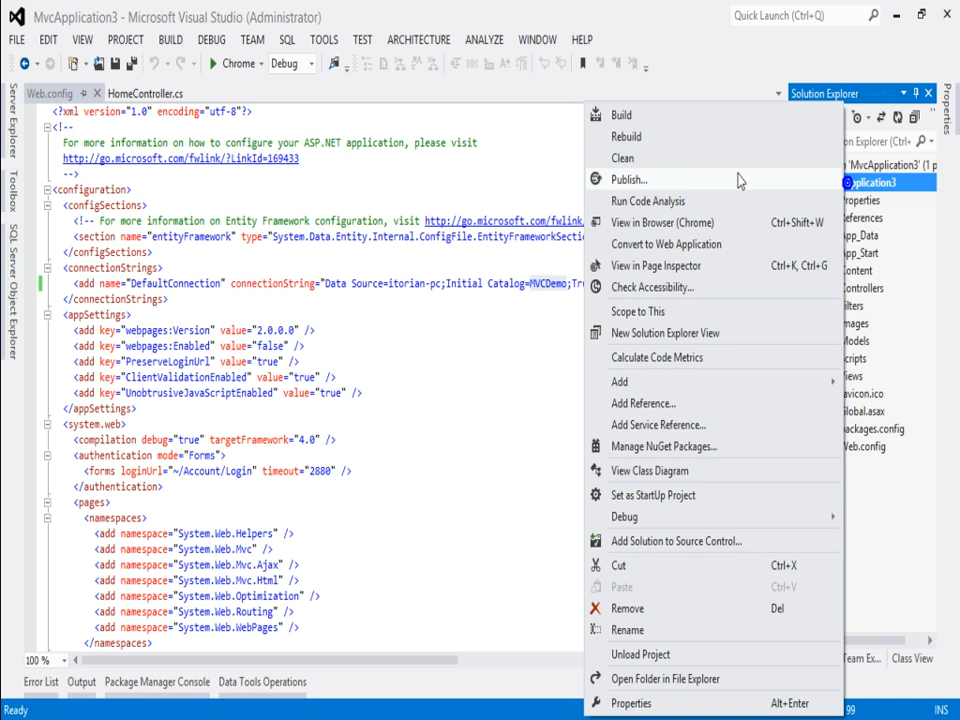 MvcApplication3 - Microsoft Visual Studio (Administrator)
Quick Launch (Ctrl+Q)
FILE EDIT VIEW PROJECT BUILD DEBUG TEAM SQL TOOLS TEST ARCHITECTURE ANALYZE WINDOW HELP
Chrome Debug
Server Explorer
Toolbox
SQL Server Object Explorer
Web.config HomeController.cs
<?xml version="1.0" encoding="utf-8"?>
<!--
For more information on how to configure your ASP.NET application, please visit
http://go.microsoft.com/fwlink/?LinkId=169433
-->
<configuration>
<configSections>
<!-- For more information on Entity Framework configuration, visit http://go.microsoft.com/fwlink/
<section name="entityFramework" type="System.Data.Entity.Internal.ConfigFile.EntityFrameworkSecti
</configSections>
<connectionStrings>
<add name="DefaultConnection" connectionString="Data Source=itorian-pc;Initial Catalog=MVCDemo;Tru
</connectionStrings>
<appSettings>
<add key="webpages:Version" value="2.0.0.0" />
<add key="webpages:Enabled" value="false" />
<add key="PreserveLoginUrl" value="true" />
<add key="ClientValidationEnabled" value="true" />
<add key="UnobtrusiveJavaScriptEnabled" value="true" />
</appSettings>
<system.web>
<compilation debug="true" targetFramework="4.0" />
<authentication mode="Forms">
<forms loginUrl="~/Account/Login" timeout="2880" />
</authentication>
<pages>
<namespaces>
<add namespace="System.Web.Helpers" />
<add namespace="System.Web.Mvc" />
<add namespace="System.Web.Mvc.Ajax" />
<add namespace="System.Web.Mvc.Html" />
<add namespace="System.Web.Optimization" />
<add namespace="System.Web.Routing" />
<add namespace="System.Web.WebPages" />
</namespaces>
100 %
Build
Rebuild
Clean
Publish...
Run Code Analysis
View in Browser (Chrome) Ctrl+Shift+W
Convert to Web Application
View in Page Inspector Ctrl+K, Ctrl+G
Check Accessibility...
Scope to This
New Solution Explorer View
Calculate Code Metrics
Add
Add Reference...
Add Service Reference...
Manage NuGet Packages...
View Class Diagram
Set as StartUp Project
Debug
Add Solution to Source Control...
Cut Ctrl+X
Paste Ctrl+V
Remove Del
Rename
Unload Project
Open Folder in File Explorer
Properties Alt+Enter
Solution Explorer
Explorer (Ctrl+
'MvcApplication3' (1 p
pplication3
Properties
References
App_Data
App_Start
Content
Controllers
Filters
Images
Models
Scripts
Views
favicon.ico
Global.asax
packages.config
Web.config
Team Ex... Class View
Properties
Error List Output Package Manager Console Data Tools Operations
Ready 99 INS